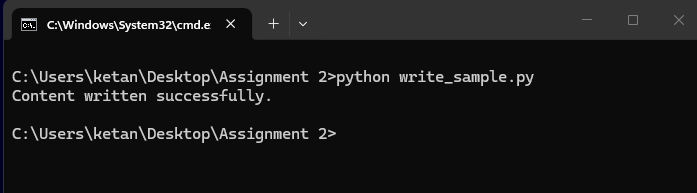 C:\Windows\System32\cmd.e
C:\Users\ketan\Desktop\Assignment 2>python write_sample.py
Content written successfully.
C:\Users\ketan\Desktop\Assignment 2>